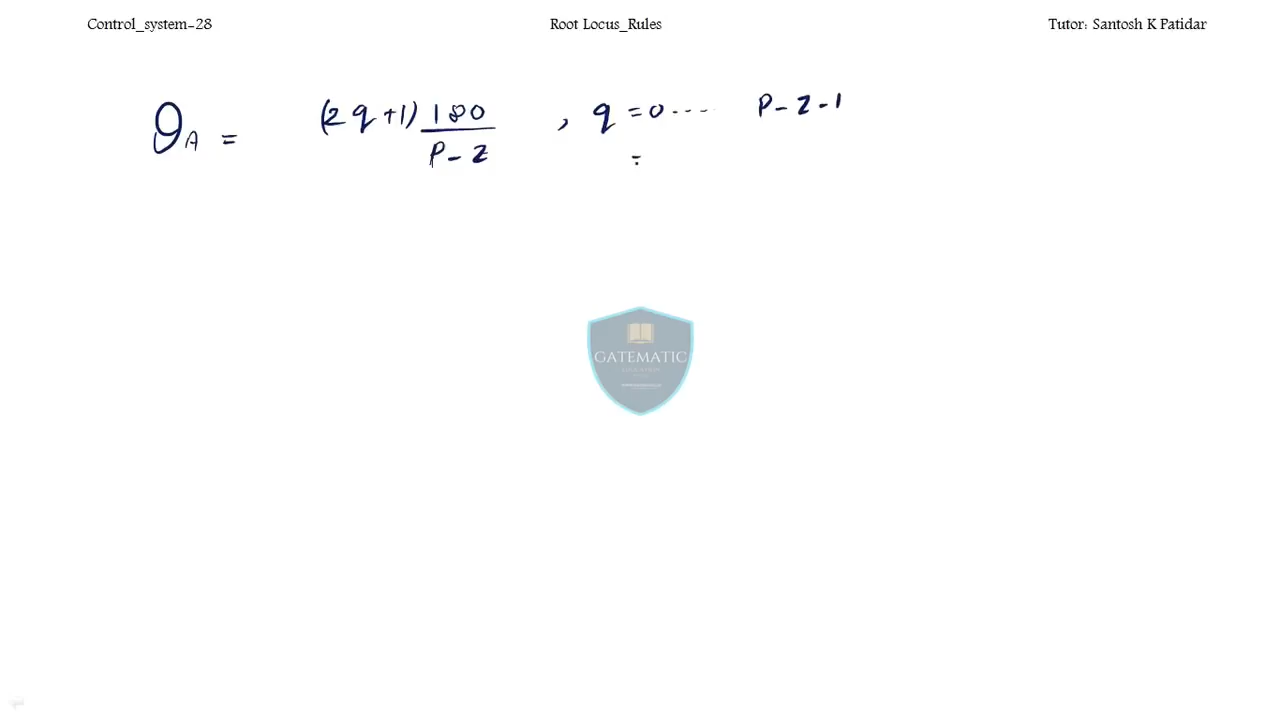 Control_system-28 Root Locus_Rules Tutor: Santosh K Patidar
θA = (2q+1) 180 , q = 0 ---- P-Z-1
P-Z =
GATEMATIC